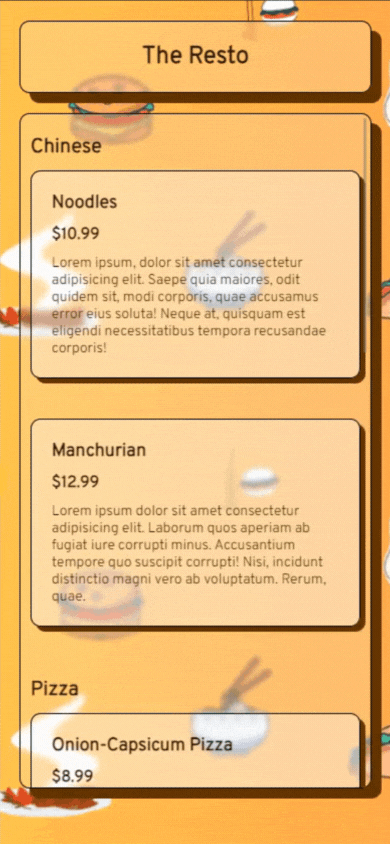 The Resto
Chinese
Noodles
$10.99
Lorem ipsum, dolor sit amet consectetur
adipisicing elit. Saepe quia maiores, odit
quidem sit, modi corporis, quae accusamus
error eius soluta! Neque at, quisquam est
eligendi necessitatibus tempora recusandae
corporis!
Manchurian
$12.99
Lorem ipsum dolor sit amet consectetur
adipisicing elit. Laborum quos aperiam ab
fugiat iure corrupti minus. Accusantium
tempore quo suscipit corrupti! Nisi, incidunt
distinctio magni vero ab voluptatum. Rerum,
quae.
Pizza
Onion-Capsicum Pizza
$8.99